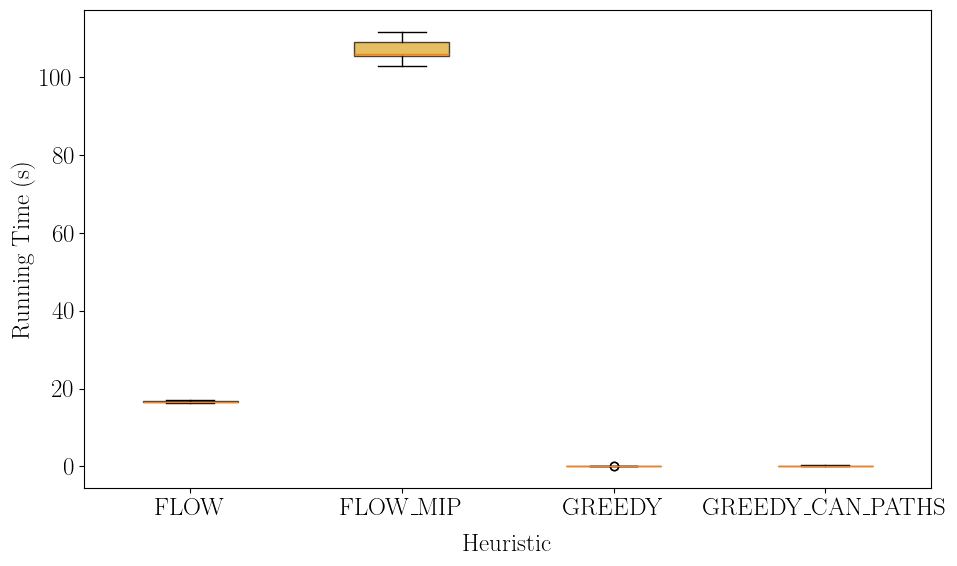 Running Time (s)
100
80
60
40
20
0
FLOW
FLOW_MIP
GREEDY
GREEDY_CAN_PATHS
Heuristic